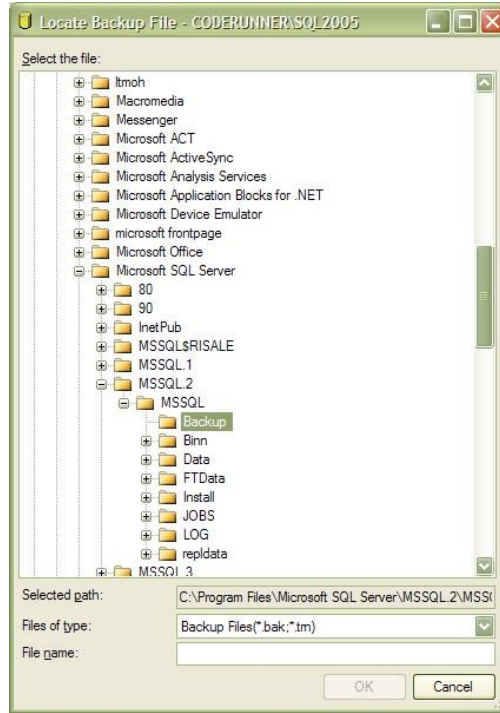 Locate Backup File - CODERUNNER\SQL2005
Select the file:
ltmoh
Macromedia
Messenger
Microsoft ACT
Microsoft ActiveSync
Microsoft Analysis Services
Microsoft Application Blocks for .NET
Microsoft Device Emulator
microsoft frontpage
Microsoft Office
Microsoft SQL Server
80
90
InetPub
MSSQL$RISALE
MSSQL.1
MSSQL.2
MSSQL
Backup
Binn
Data
FTData
Install
JOBS
LOG
repldata
MSSQL.3
Selected path: C:\Program Files\Microsoft SQL Server\MSSQL.2\MSS
Files of type: Backup Files(*.bak;*.trn)
File name:
OK Cancel